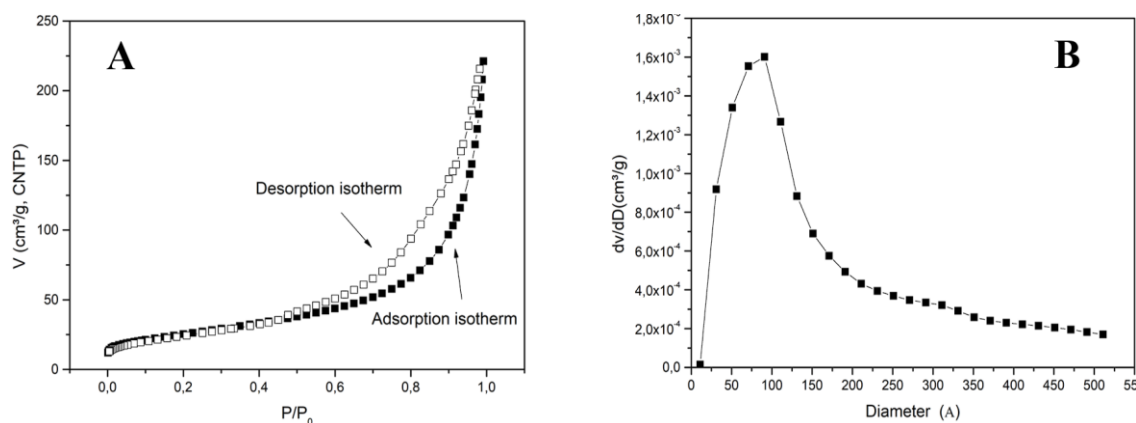 A
250
200
150
100
50
0
V (cm³/g, CNTP)
Desorption isotherm
Adsorption isotherm
0,0 0,2 0,4 0,6 0,8 1,0
P/P₀
B
1,6x10⁻³
1,4x10⁻³
1,2x10⁻³
1,0x10⁻³
8,0x10⁻⁴
6,0x10⁻⁴
4,0x10⁻⁴
2,0x10⁻⁴
0,0
dv/dD(cm³/g)
0 50 100 150 200 250 300 350 400 450 500
Diameter (A)